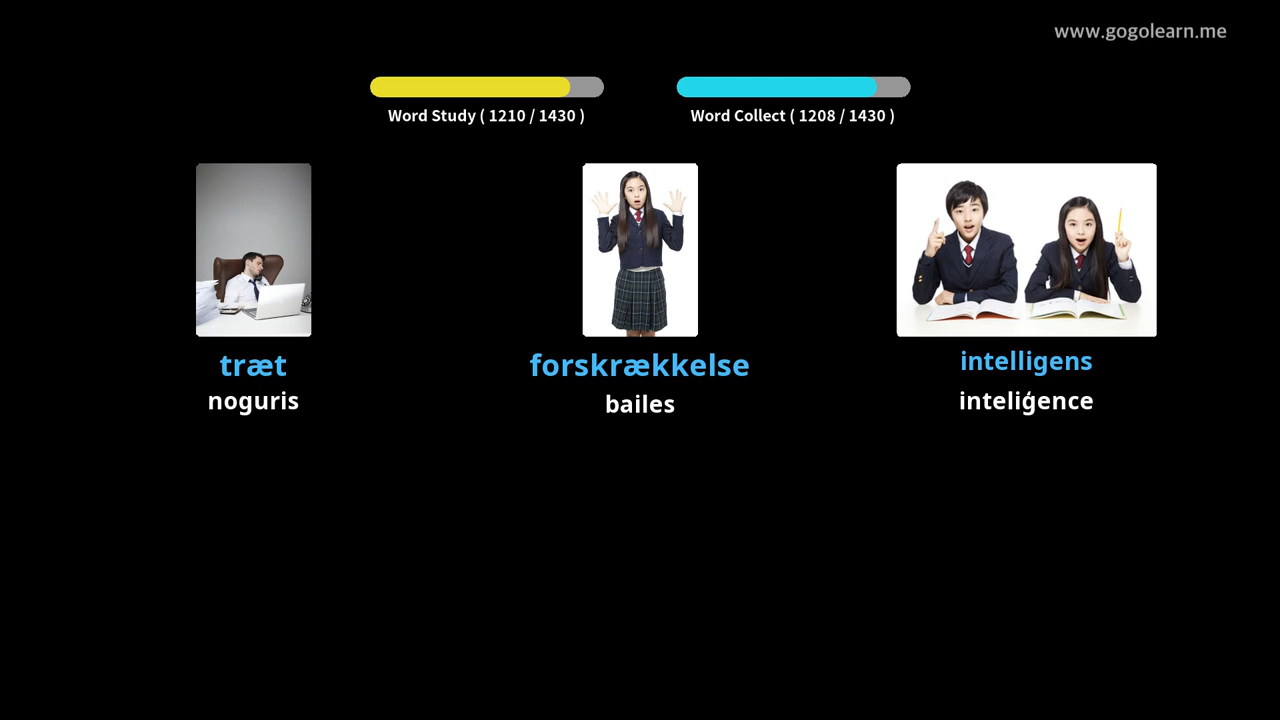 www.gogolearn.me
Word Study ( 1210 / 1430 )
Word Collect ( 1208 / 1430 )
træt
noguris
forskrækkelse
bailes
intelligens
inteliģence